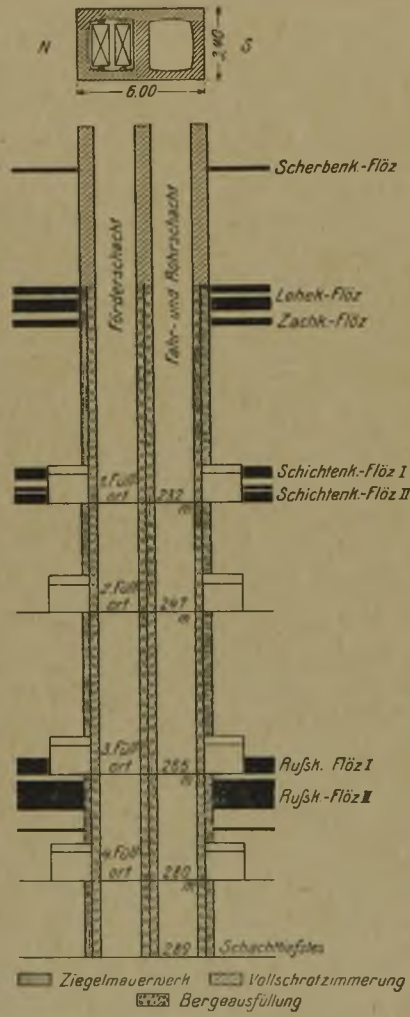 N
S
3,40
6.00
Scherbenk.-Flöz
Förderschacht
Fahr- und Rohrschacht
Lehek-Flöz
Zachk-Flöz
Schichtenk.-Flöz I
Schichtenk.-Flöz II
1. Füll-
ort
232
m
2. Füll-
ort
247
m
3. Füll-
ort
265
m
Rußk. Flöz I
Rußk.-Flöz II
4. Füll-
ort
280
m
289
Schachttiefstes
Ziegelmauerwerk
Vollschrotzimmerung
Bergeausfüllung